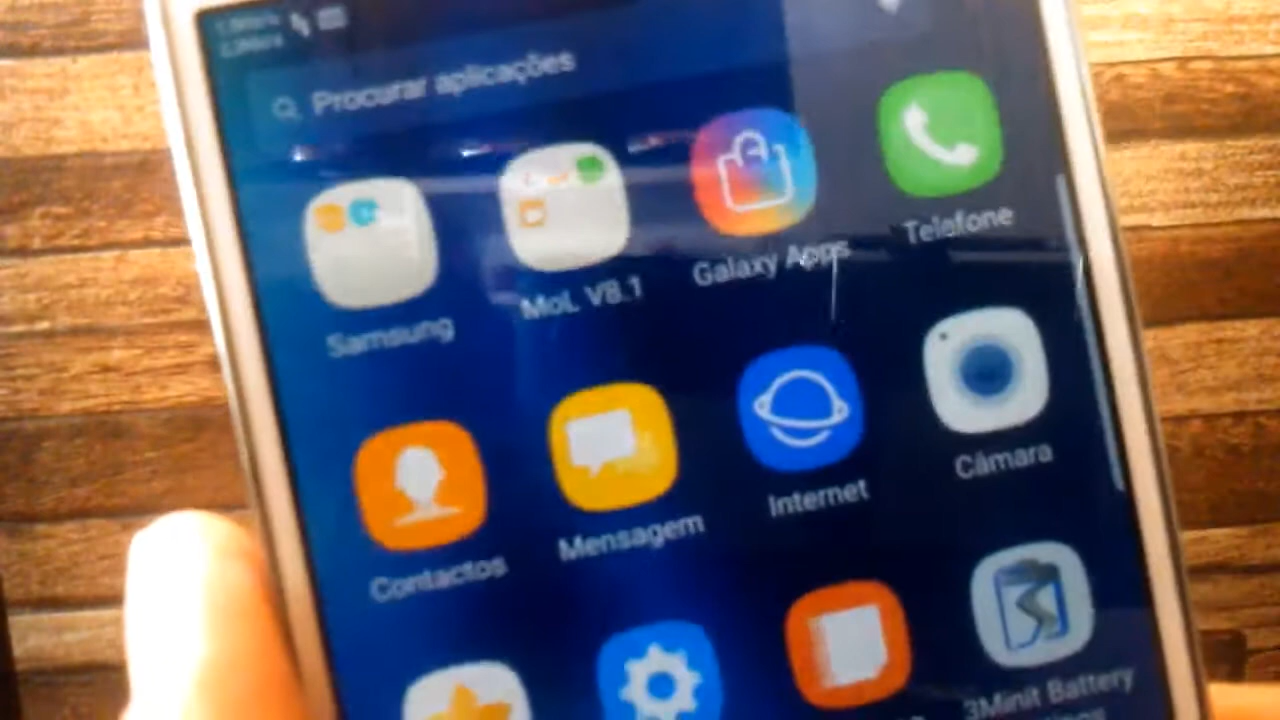 Procurar aplicações
Samsung
MoL V8.1
Galaxy Apps
Telefone
Contactos
Mensagem
Internet
Câmara
3Minit Battery